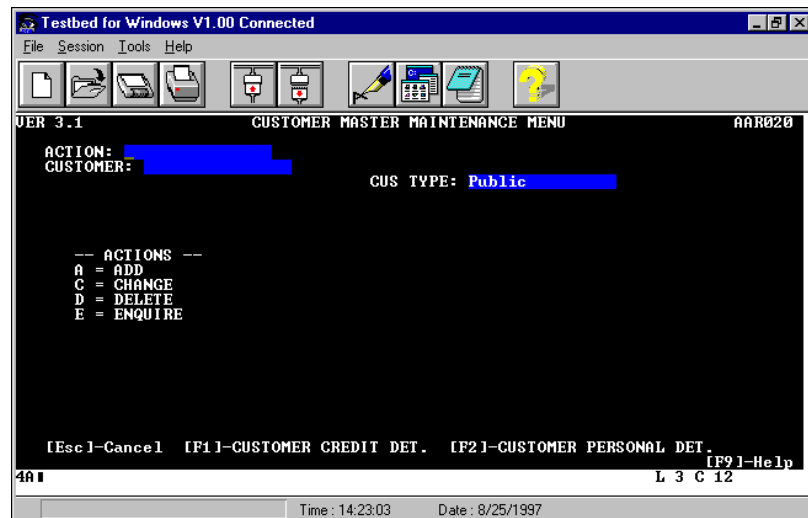 Testbed for Windows V1.00 Connected
File Session Tools Help
VER 3.1 CUSTOMER MASTER MAINTENANCE MENU AAR020
ACTION:
CUSTOMER:
CUS TYPE: Public
-- ACTIONS --
A = ADD
C = CHANGE
D = DELETE
E = ENQUIRE
[Esc]-Cancel [F1]-CUSTOMER CREDIT DET. [F2]-CUSTOMER PERSONAL DET.
[F9]-Help
4A L 3 C 12
Time : 14:23:03 Date : 8/25/1997